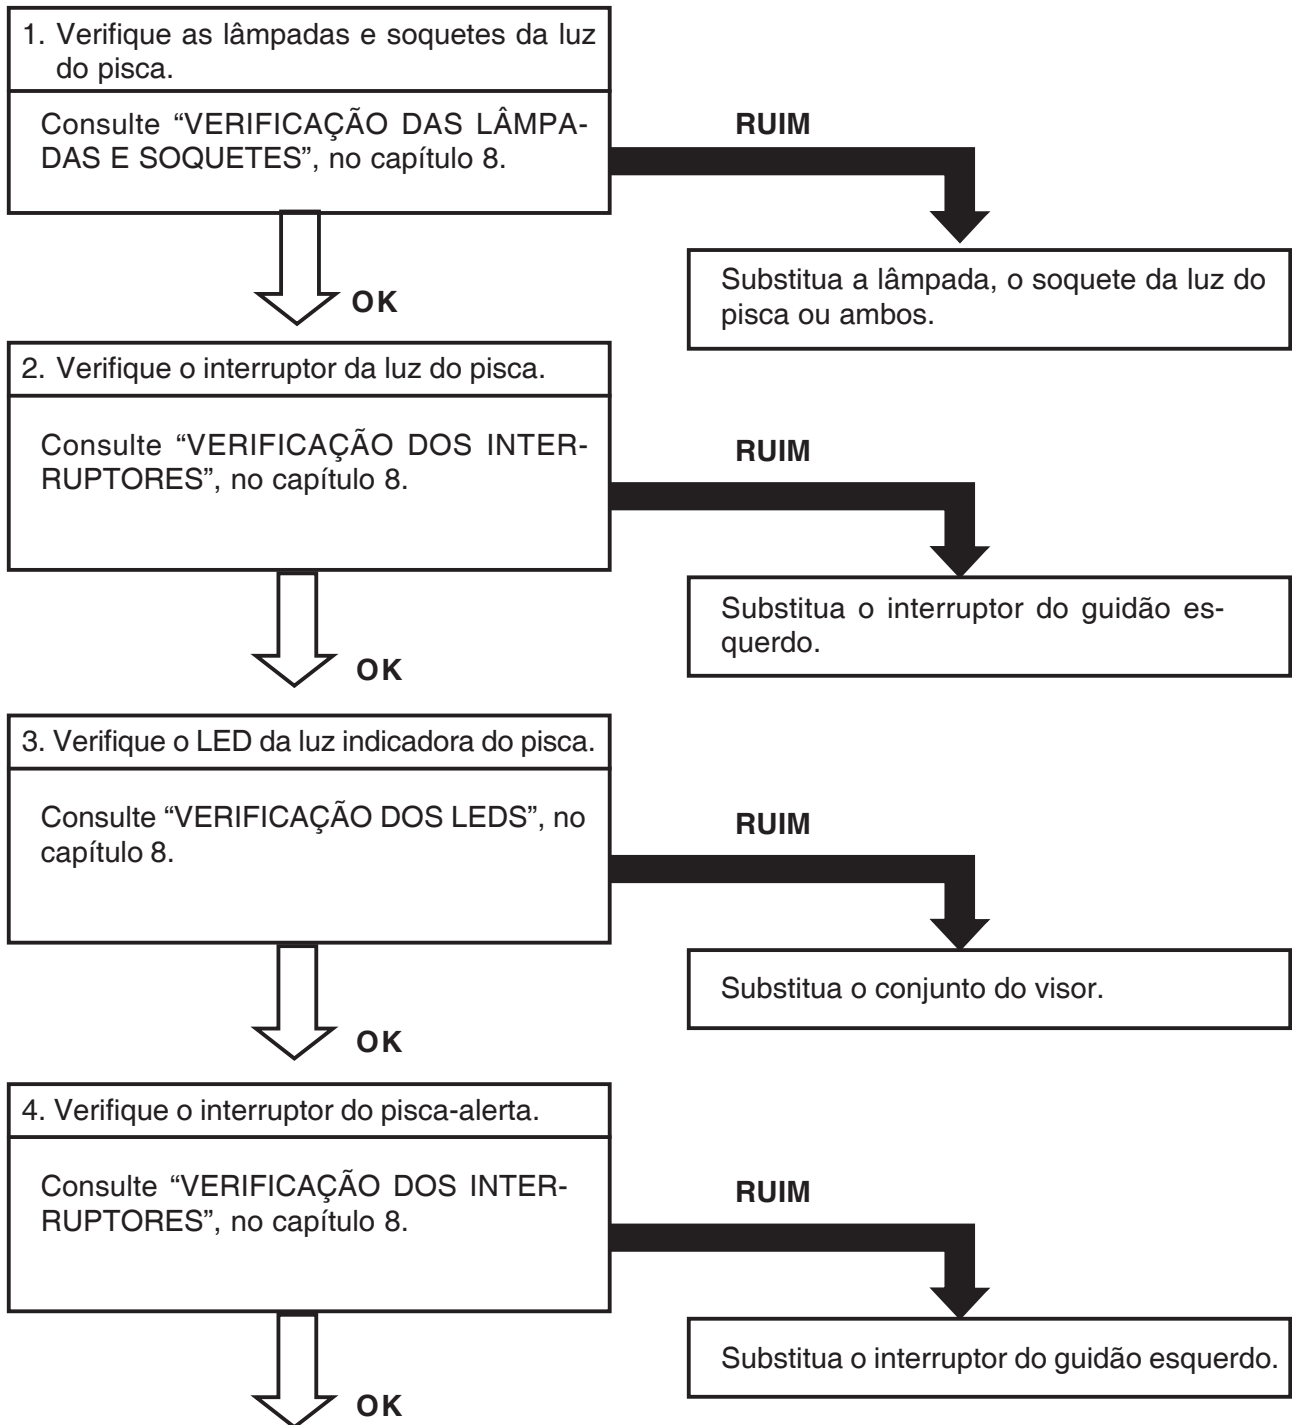 1. Verifique as lâmpadas e soquetes da luz
do pisca.
Consulte “VERIFICAÇÃO DAS LÂMPA-
DAS E SOQUETES”, no capítulo 8.
RUIM
Substitua a lâmpada, o soquete da luz do
pisca ou ambos.
OK
2. Verifique o interruptor da luz do pisca.
Consulte “VERIFICAÇÃO DOS INTER-
RUPTORES”, no capítulo 8.
RUIM
Substitua o interruptor do guidão es-
querdo.
OK
3. Verifique o LED da luz indicadora do pisca.
Consulte “VERIFICAÇÃO DOS LEDS”, no
capítulo 8.
RUIM
Substitua o conjunto do visor.
OK
4. Verifique o interruptor do pisca-alerta.
Consulte “VERIFICAÇÃO DOS INTER-
RUPTORES”, no capítulo 8.
RUIM
Substitua o interruptor do guidão esquerdo.
OK